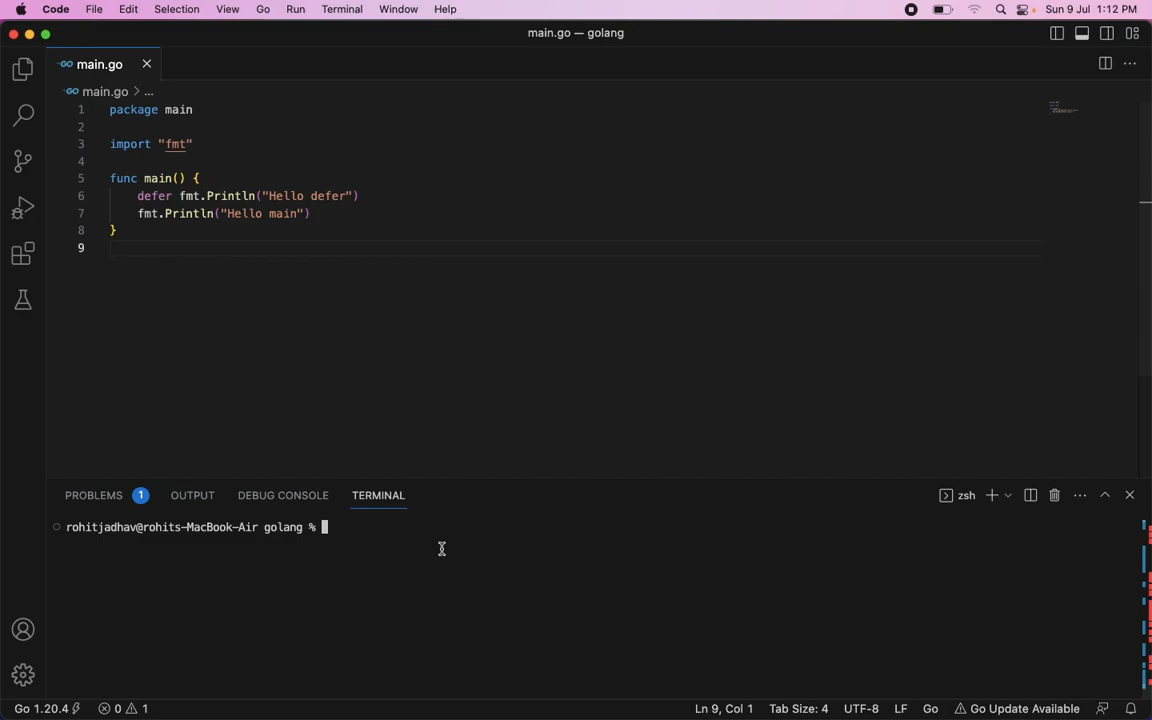 Code File Edit Selection View Go Run Terminal Window Help Sun 9 Jul 1:12 PM
main.go — golang
GO main.go
GO main.go > ...
1 package main
2
3 import "fmt"
4
5 func main() {
6 defer fmt.Println("Hello defer")
7 fmt.Println("Hello main")
8 }
9
PROBLEMS 1 OUTPUT DEBUG CONSOLE TERMINAL zsh
rohitjadhav@rohits-MacBook-Air golang %
Go 1.20.4 0 1 Ln 9, Col 1 Tab Size: 4 UTF-8 LF Go Go Update Available